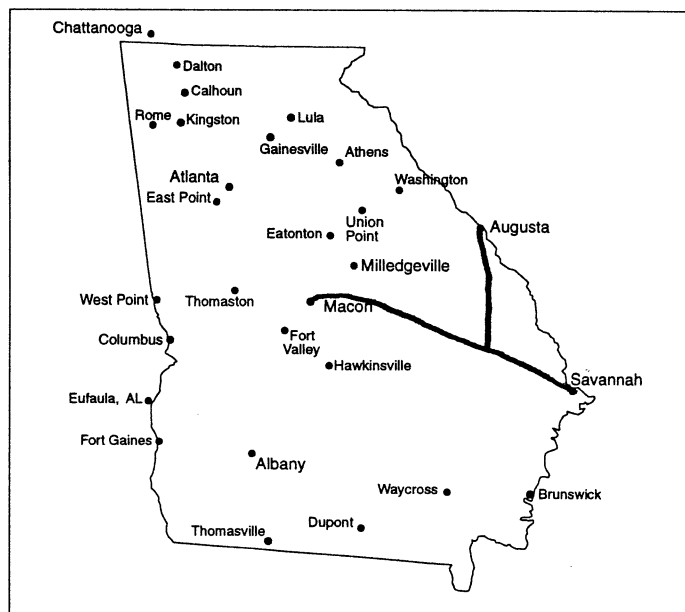 Chattanooga
Dalton
Calhoun
Rome
Kingston
Lula
Gainesville
Athens
Atlanta
Washington
East Point
Union
Point
Augusta
Eatonton
Milledgeville
West Point
Thomaston
Macon
Columbus
Fort
Valley
Hawkinsville
Savannah
Eufaula, AL
Fort Gaines
Albany
Waycross
Brunswick
Dupont
Thomasville